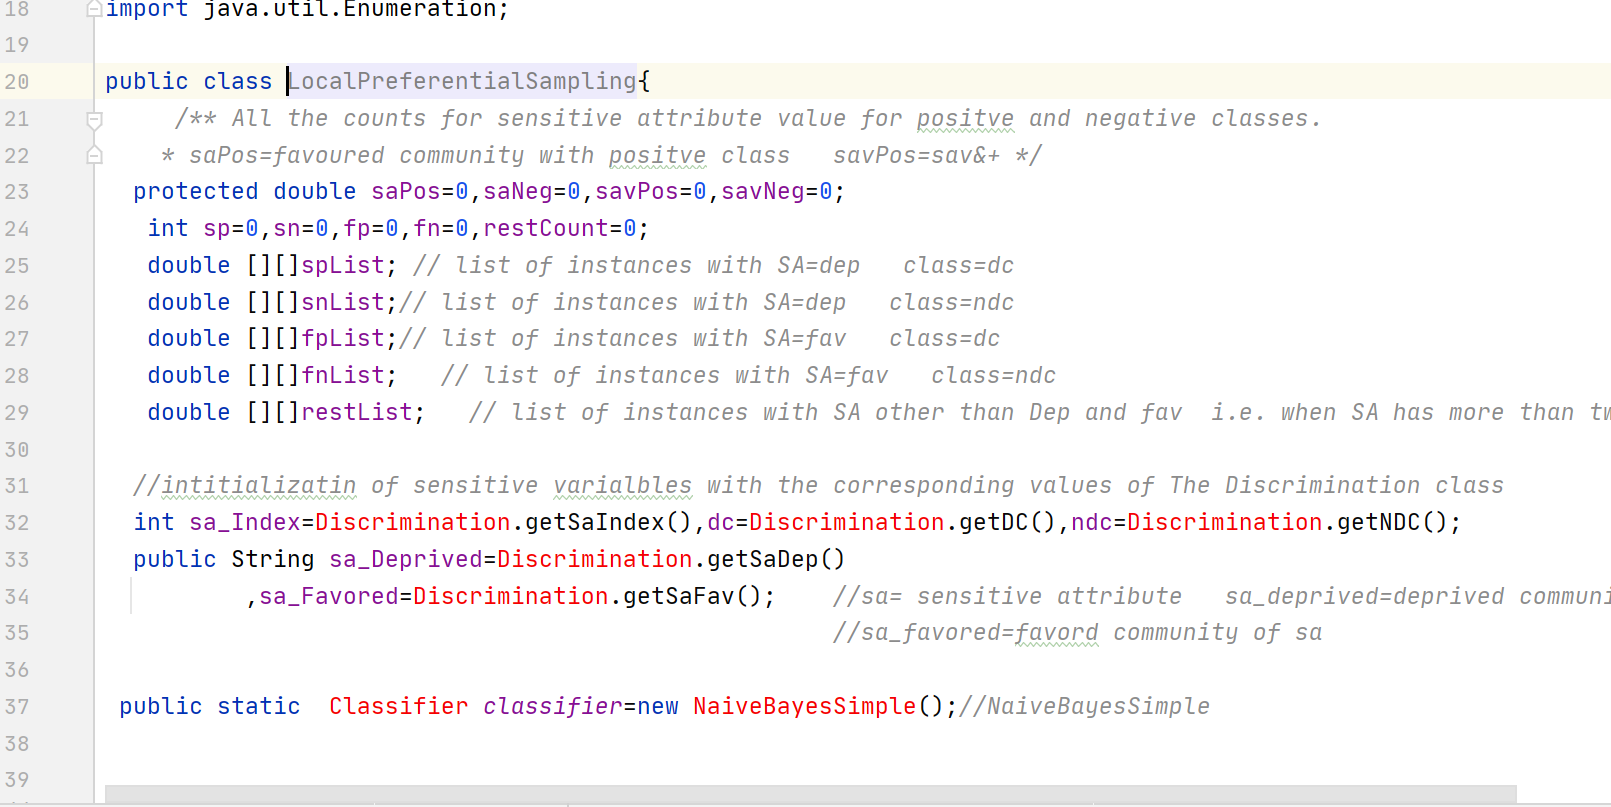 18 import java.util.Enumeration;
19
20 public class LocalPreferentialSampling{
21 /** All the counts for sensitive attribute value for positve and negative classes.
22 * saPos=favoured community with positve class savPos=sav&+ */
23 protected double saPos=0,saNeg=0,savPos=0,savNeg=0;
24 int sp=0,sn=0,fp=0,fn=0,restCount=0;
25 double [][]spList; // list of instances with SA=dep class=dc
26 double [][]snList;// list of instances with SA=dep class=ndc
27 double [][]fpList;// list of instances with SA=fav class=dc
28 double [][]fnList; // list of instances with SA=fav class=ndc
29 double [][]restList; // list of instances with SA other than Dep and fav i.e. when SA has more than tw
30
31 //intitializatin of sensitive varialbles with the corresponding values of The Discrimination class
32 int sa_Index=Discrimination.getSaIndex(),dc=Discrimination.getDC(),ndc=Discrimination.getNDC();
33 public String sa_Deprived=Discrimination.getSaDep()
34 ,sa_Favored=Discrimination.getSaFav(); //sa= sensitive attribute sa_deprived=deprived communi
35 //sa_favored=favord community of sa
36
37 public static Classifier classifier=new NaiveBayesSimple();//NaiveBayesSimple
38
39